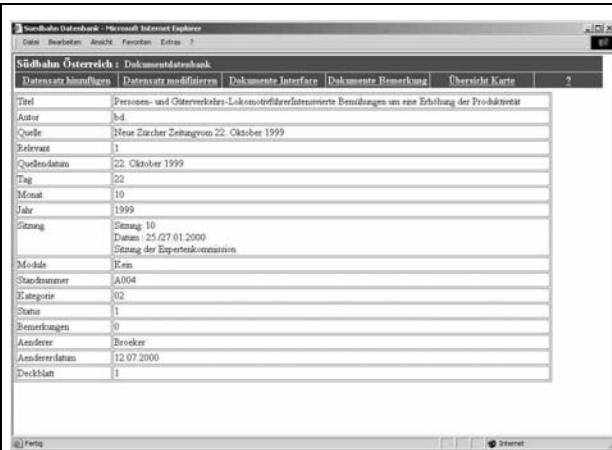 Suedbahn Datenbank - Microsoft Internet Explorer
Datei Bearbeiten Ansicht Favoriten Extras ?
Südbahn Österreich : Dokumentdatenbank
Datensatz hinzufügen Datensatz modifizieren Dokumente Interface Dokumente Bemerkung Übersicht Karte ?
Titel Personen- und Güterverkehrs-LokomotivführerIntensivierte Bemühungen um eine Erhöhung der Produktivität
Autor bd.
Quelle Neue Zürcher Zeitungvom 22. Oktober 1999
Relevant 1
Quellendatum 22. Oktober 1999
Tag 22
Monat 10
Jahr 1999
Sitzung Sitzung: 10
Datum : 25./27.01.2000
Sitzung der Expertenkommission
Module Kein
Standnummer A004
Kategorie 02
Status 1
Bemerkungen 0
Aenderer Broeker
Aendererdatum 12.07.2000
Deckblatt 1
Fertig Internet